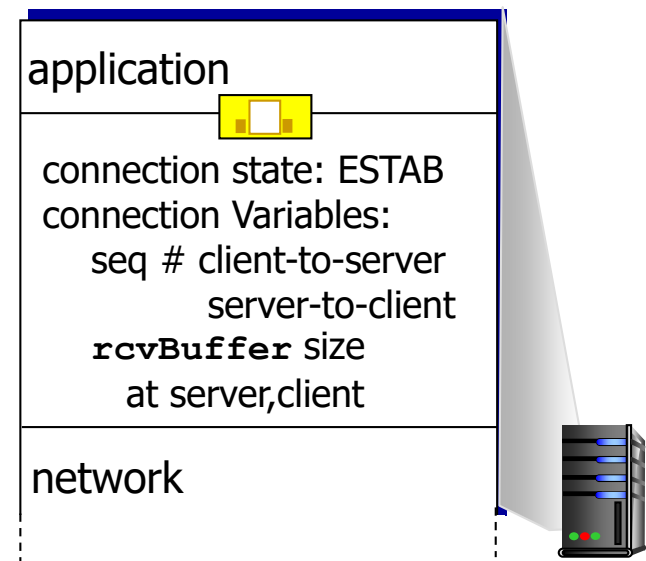 application
connection state: ESTAB
connection Variables:
seq # client-to-server
server-to-client
rcvBuffer size
at server,client
network